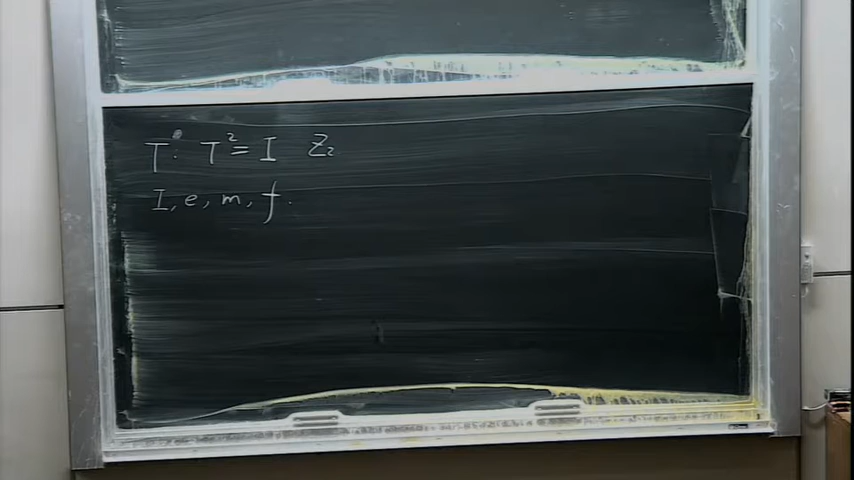 T: T² = I Z₂
I, e, m, f.